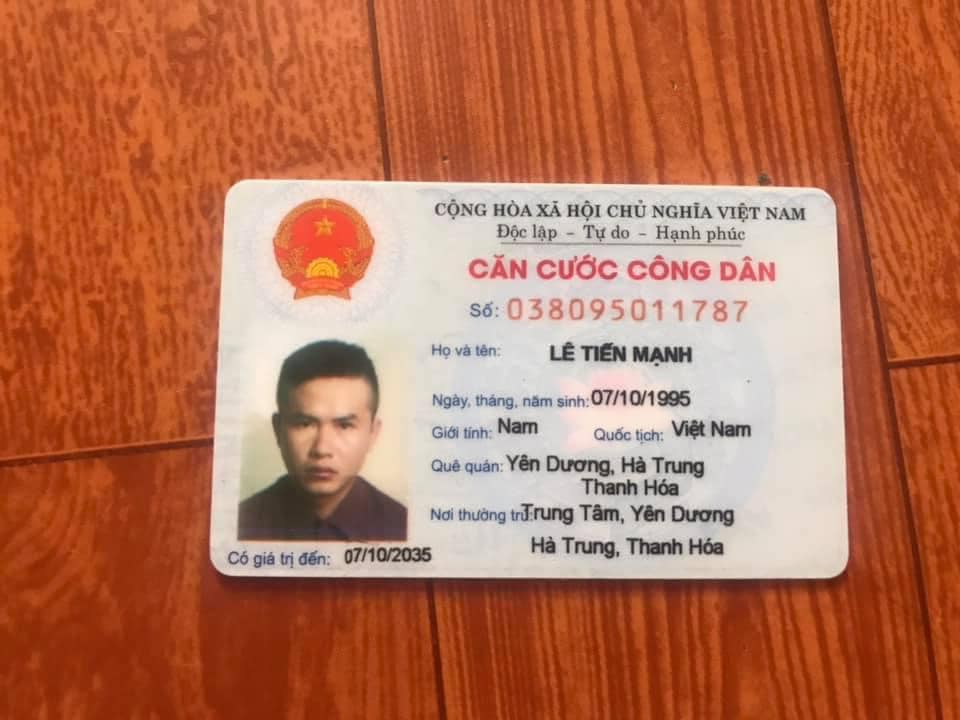 CỘNG HÒA XÃ HỘI CHỦ NGHĨA VIỆT NAM
Độc lập - Tự do - Hạnh phúc
CĂN CƯỚC CÔNG DÂN
Số: 038095011787
Họ và tên: LÊ TIẾN MẠNH
Ngày, tháng, năm sinh: 07/10/1995
Giới tính: Nam Quốc tịch: Việt Nam
Quê quán: Yên Dương, Hà Trung
Thanh Hóa
Nơi thường trú: Trung Tâm, Yên Dương
Hà Trung, Thanh Hóa
Có giá trị đến: 07/10/2035